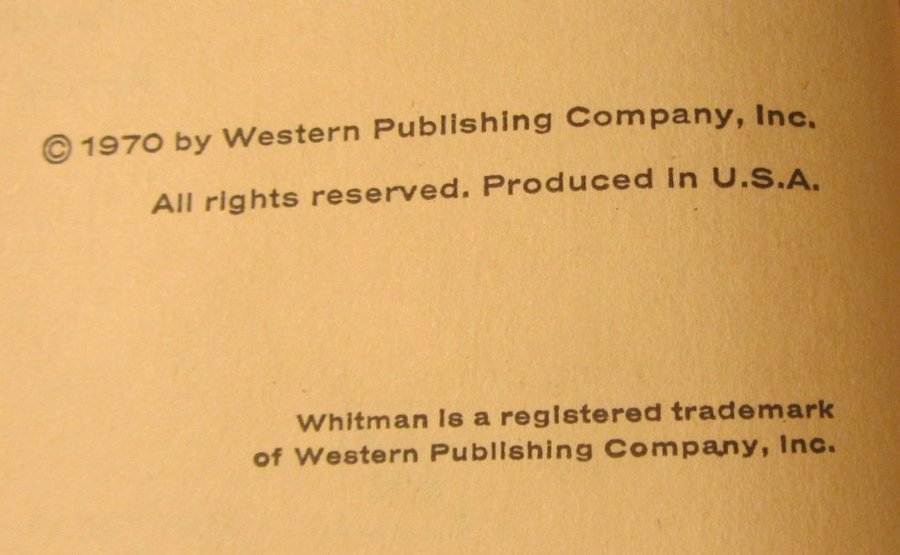 © 1970 by Western Publishing Company, Inc.
All rights reserved. Produced in U.S.A.
Whitman is a registered trademark
of Western Publishing Company, Inc.